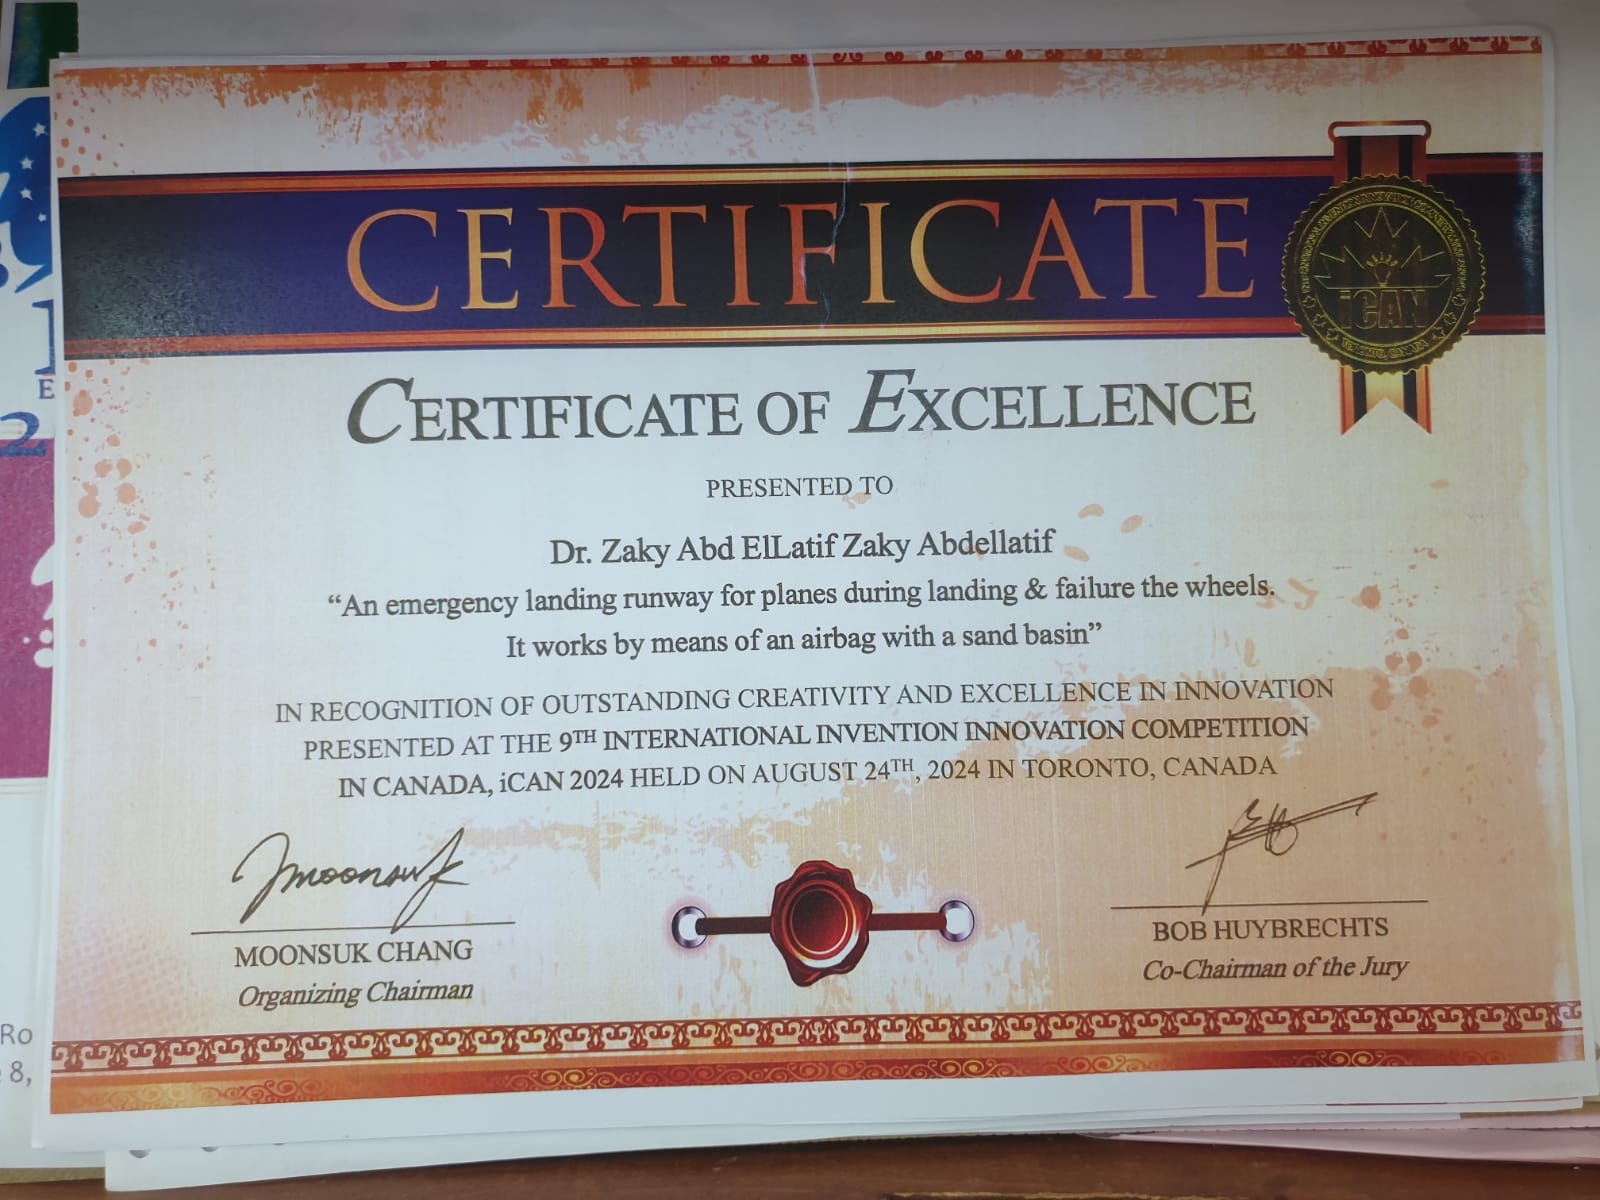 CERTIFICATE
iCAN
TORONTO, CANADA
CERTIFICATE OF EXCELLENCE
PRESENTED TO
Dr. Zaky Abd ElLatif Zaky Abdellatif
“An emergency landing runway for planes during landing & failure the wheels.
It works by means of an airbag with a sand basin”
IN RECOGNITION OF OUTSTANDING CREATIVITY AND EXCELLENCE IN INNOVATION
PRESENTED AT THE 9TH INTERNATIONAL INVENTION INNOVATION COMPETITION
IN CANADA, iCAN 2024 HELD ON AUGUST 24TH, 2024 IN TORONTO, CANADA
Moonsuk
MOONSUK CHANG
Organizing Chairman
BOB HUYBRECHTS
Co-Chairman of the Jury
E
2
Ro
8,